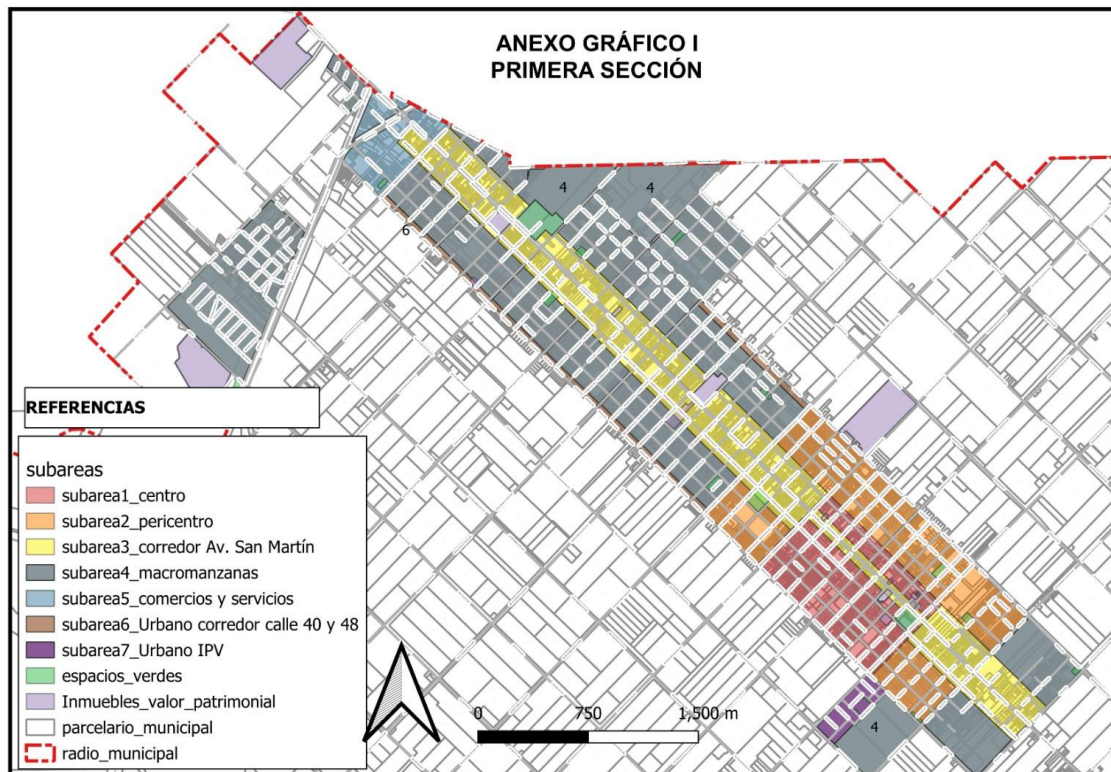 ANEXO GRÁFICO I
PRIMERA SECCIÓN
4
4
6
REFERENCIAS
subareas
subarea1_centro
subarea2_pericentro
subarea3_corredor Av. San Martín
subarea4_macromanzanas
subarea5_comercios y servicios
subarea6_Urbano corredor calle 40 y 48
subarea7_Urbano IPV
espacios_verdes
Inmuebles_valor_patrimonial
parcelario_municipal
radio_municipal
0 750 1.500 m
4